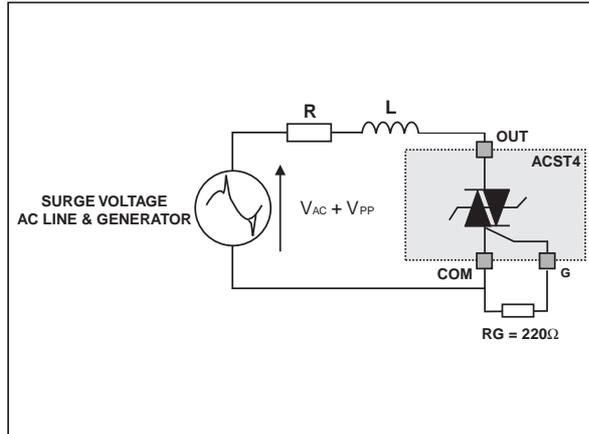 R
L
OUT
ACST4
SURGE VOLTAGE
AC LINE & GENERATOR
VAC + VPP
COM
G
RG = 220Ω